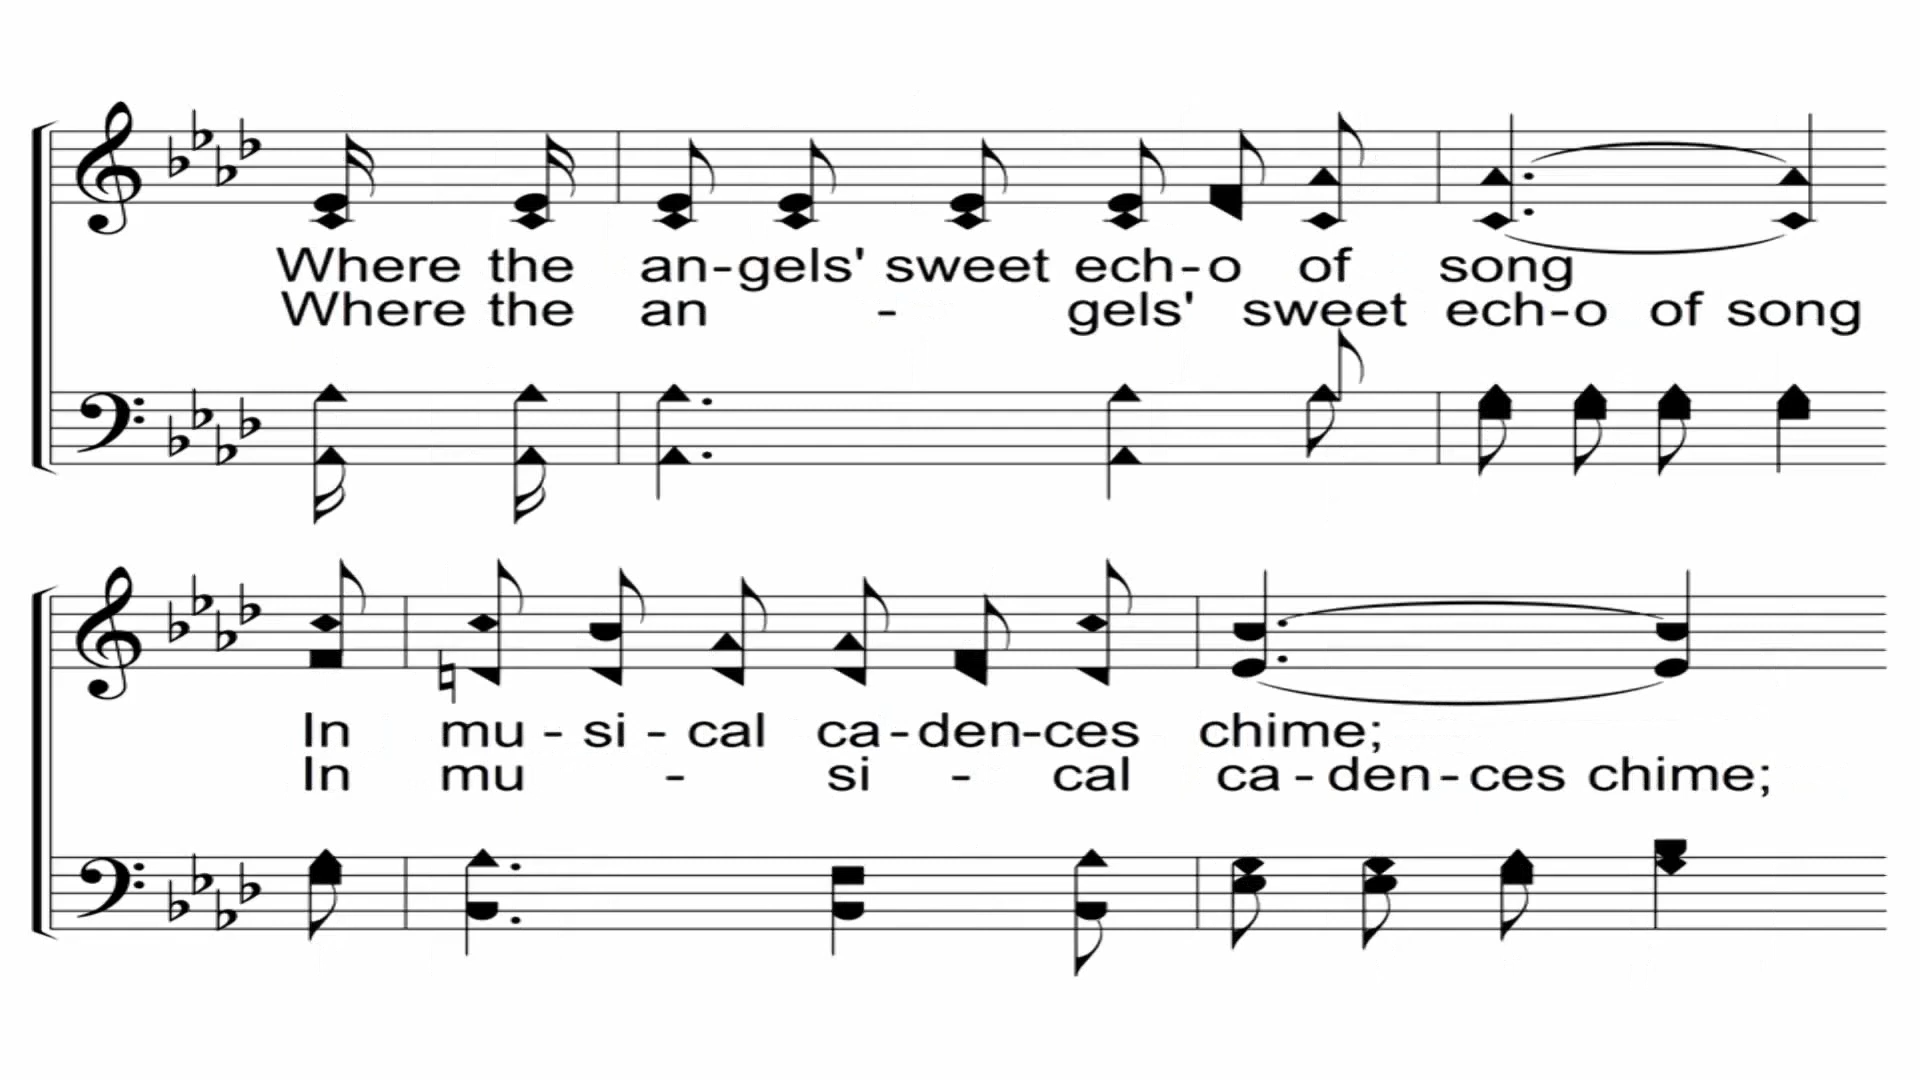 Where the an-gels' sweet ech-o of song
Where the an - gels' sweet ech-o of song
In mu - si - cal ca-den-ces chime;
In mu - si - cal ca - den - ces chime;